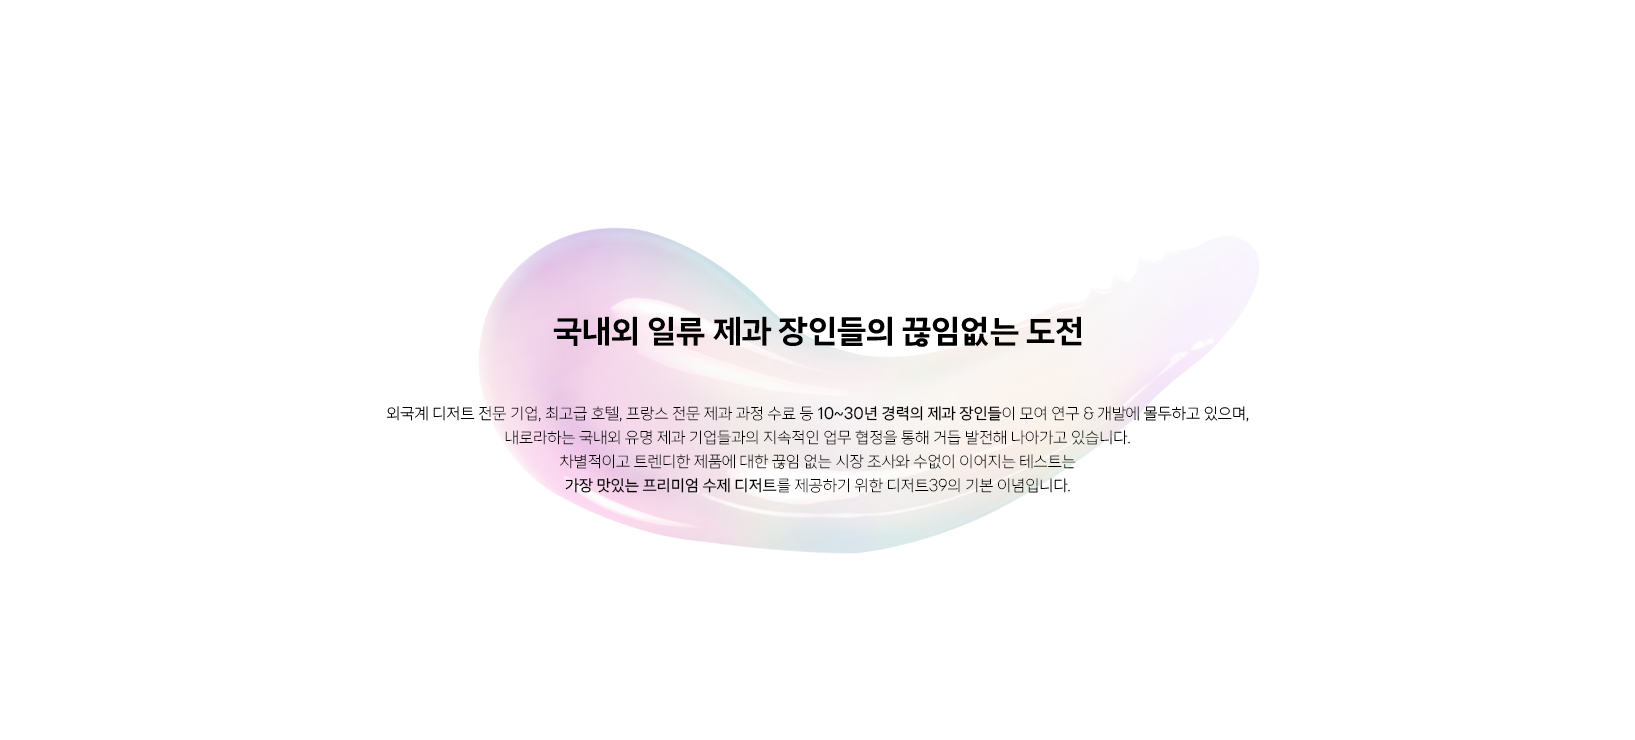 국내외 일류 제과 장인들의 끊임없는 도전
외국계 디저트 전문 기업, 최고급 호텔, 프랑스 전문 제과 과정 수료 등 10~30년 경력의 제과 장인들이 모여 연구 & 개발에 몰두하고 있으며,
내로라하는 국내외 유명 제과 기업들과의 지속적인 업무 협정을 통해 거듭 발전해 나아가고 있습니다.
차별적이고 트렌디한 제품에 대한 끊임 없는 시장 조사와 수없이 이어지는 테스트는
가장 맛있는 프리미엄 수제 디저트를 제공하기 위한 디저트39의 기본 이념입니다.